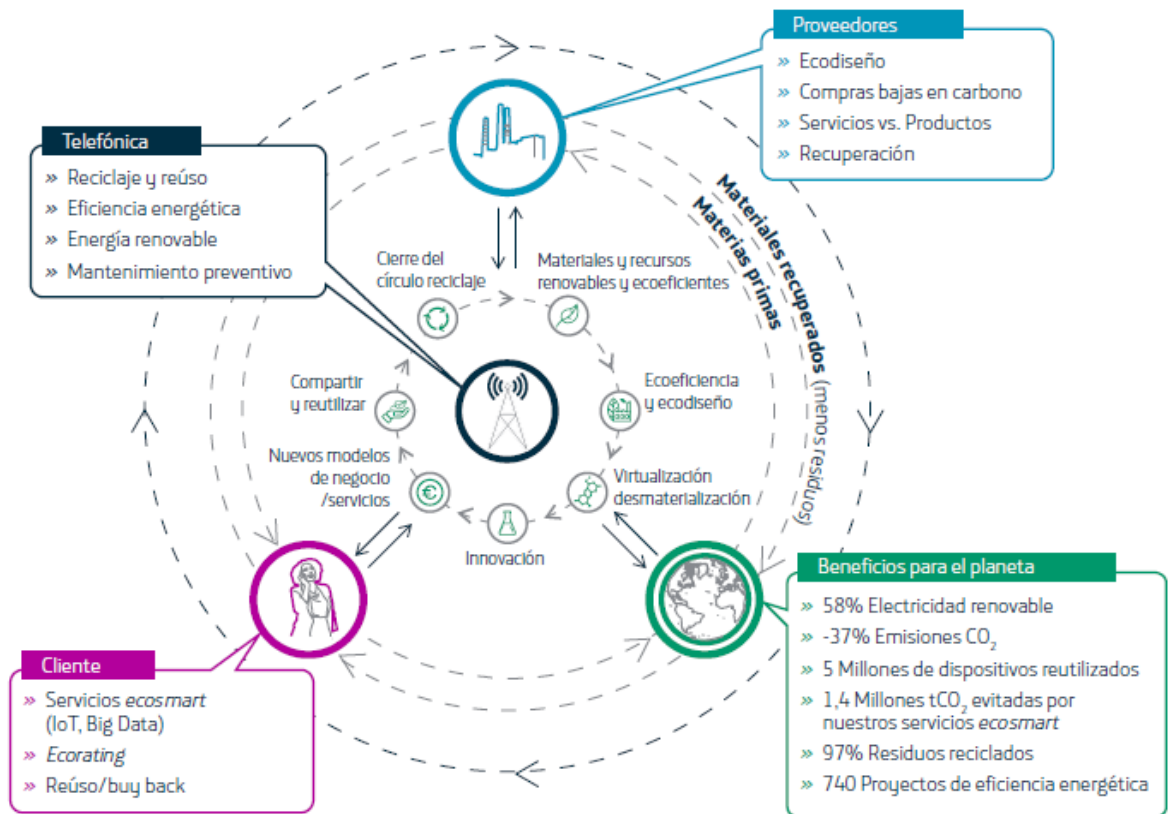 Proveedores
» Ecodiseño
» Compras bajas en carbono
» Servicios vs. Productos
» Recuperación
Telefónica
» Reciclaje y reúso
» Eficiencia energética
» Energía renovable
» Mantenimiento preventivo
Materiales recuperados (menos residuos)
Materias primas
Cierre del
círculo reciclaje
Materiales y recursos
renovables y ecoeficientes
Compartir
y reutilizar
Ecoeficiencia
y ecodiseño
Nuevos modelos
de negocio
/servicios
Virtualización
desmaterialización
Innovación
Cliente
» Servicios ecosmart
(IoT, Big Data)
» Ecorating
» Reúso/buy back
Beneficios para el planeta
» 58% Electricidad renovable
» -37% Emisiones CO₂
» 5 Millones de dispositivos reutilizados
» 1,4 Millones tCO₂ evitadas por
nuestros servicios ecosmart
» 97% Residuos reciclados
» 740 Proyectos de eficiencia energética